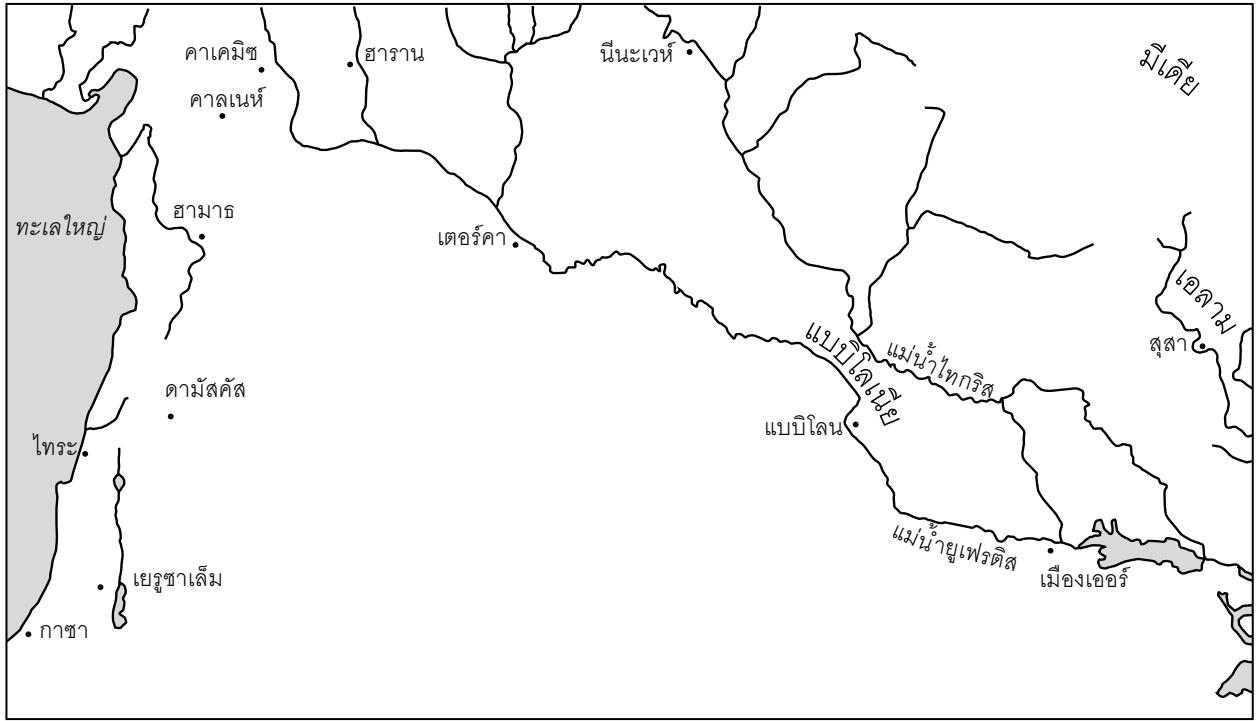 คาเคมิช
ฮาราน
นีนะเวห์
มีเดีย
คาลเนห์
ฮามาธ
ทะเลใหญ่
เตอร์คา
เอลาม
สุสา
แบบิโลเนีย
แม่น้ำไทกริส
ดามัสคัส
แบบิโลน
ไทระ
แม่น้ำยูเฟรติส
เยรูซาเล็ม
เมืองเออร์
กาซา